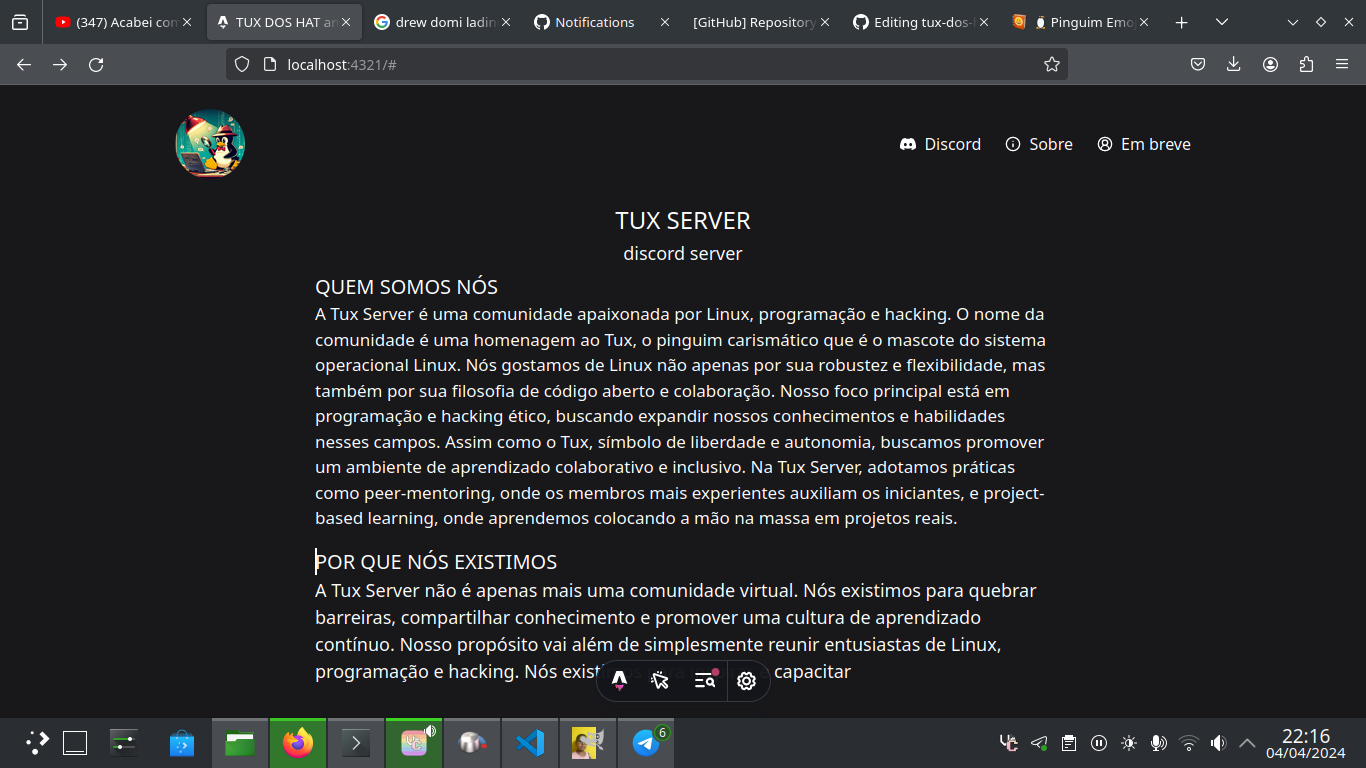 (347) Acabei con
TUX DOS HAT an
drew domi ladin
Notifications
[GitHub] Repository
Editing tux-dos-
Pinguim Emo
localhost:4321/#
Discord
Sobre
Em breve
TUX SERVER
discord server
QUEM SOMOS NÓS
A Tux Server é uma comunidade apaixonada por Linux, programação e hacking. O nome da
comunidade é uma homenagem ao Tux, o pinguim carismático que é o mascote do sistema
operacional Linux. Nós gostamos de Linux não apenas por sua robustez e flexibilidade, mas
também por sua filosofia de código aberto e colaboração. Nosso foco principal está em
programação e hacking ético, buscando expandir nossos conhecimentos e habilidades
nesses campos. Assim como o Tux, símbolo de liberdade e autonomia, buscamos promover
um ambiente de aprendizado colaborativo e inclusivo. Na Tux Server, adotamos práticas
como peer-mentoring, onde os membros mais experientes auxiliam os iniciantes, e project-
based learning, onde aprendemos colocando a mão na massa em projetos reais.
POR QUE NÓS EXISTIMOS
A Tux Server não é apenas mais uma comunidade virtual. Nós existimos para quebrar
barreiras, compartilhar conhecimento e promover uma cultura de aprendizado
contínuo. Nosso propósito vai além de simplesmente reunir entusiastas de Linux,
programação e hacking. Nós capacitar
6
22:16
04/04/2024